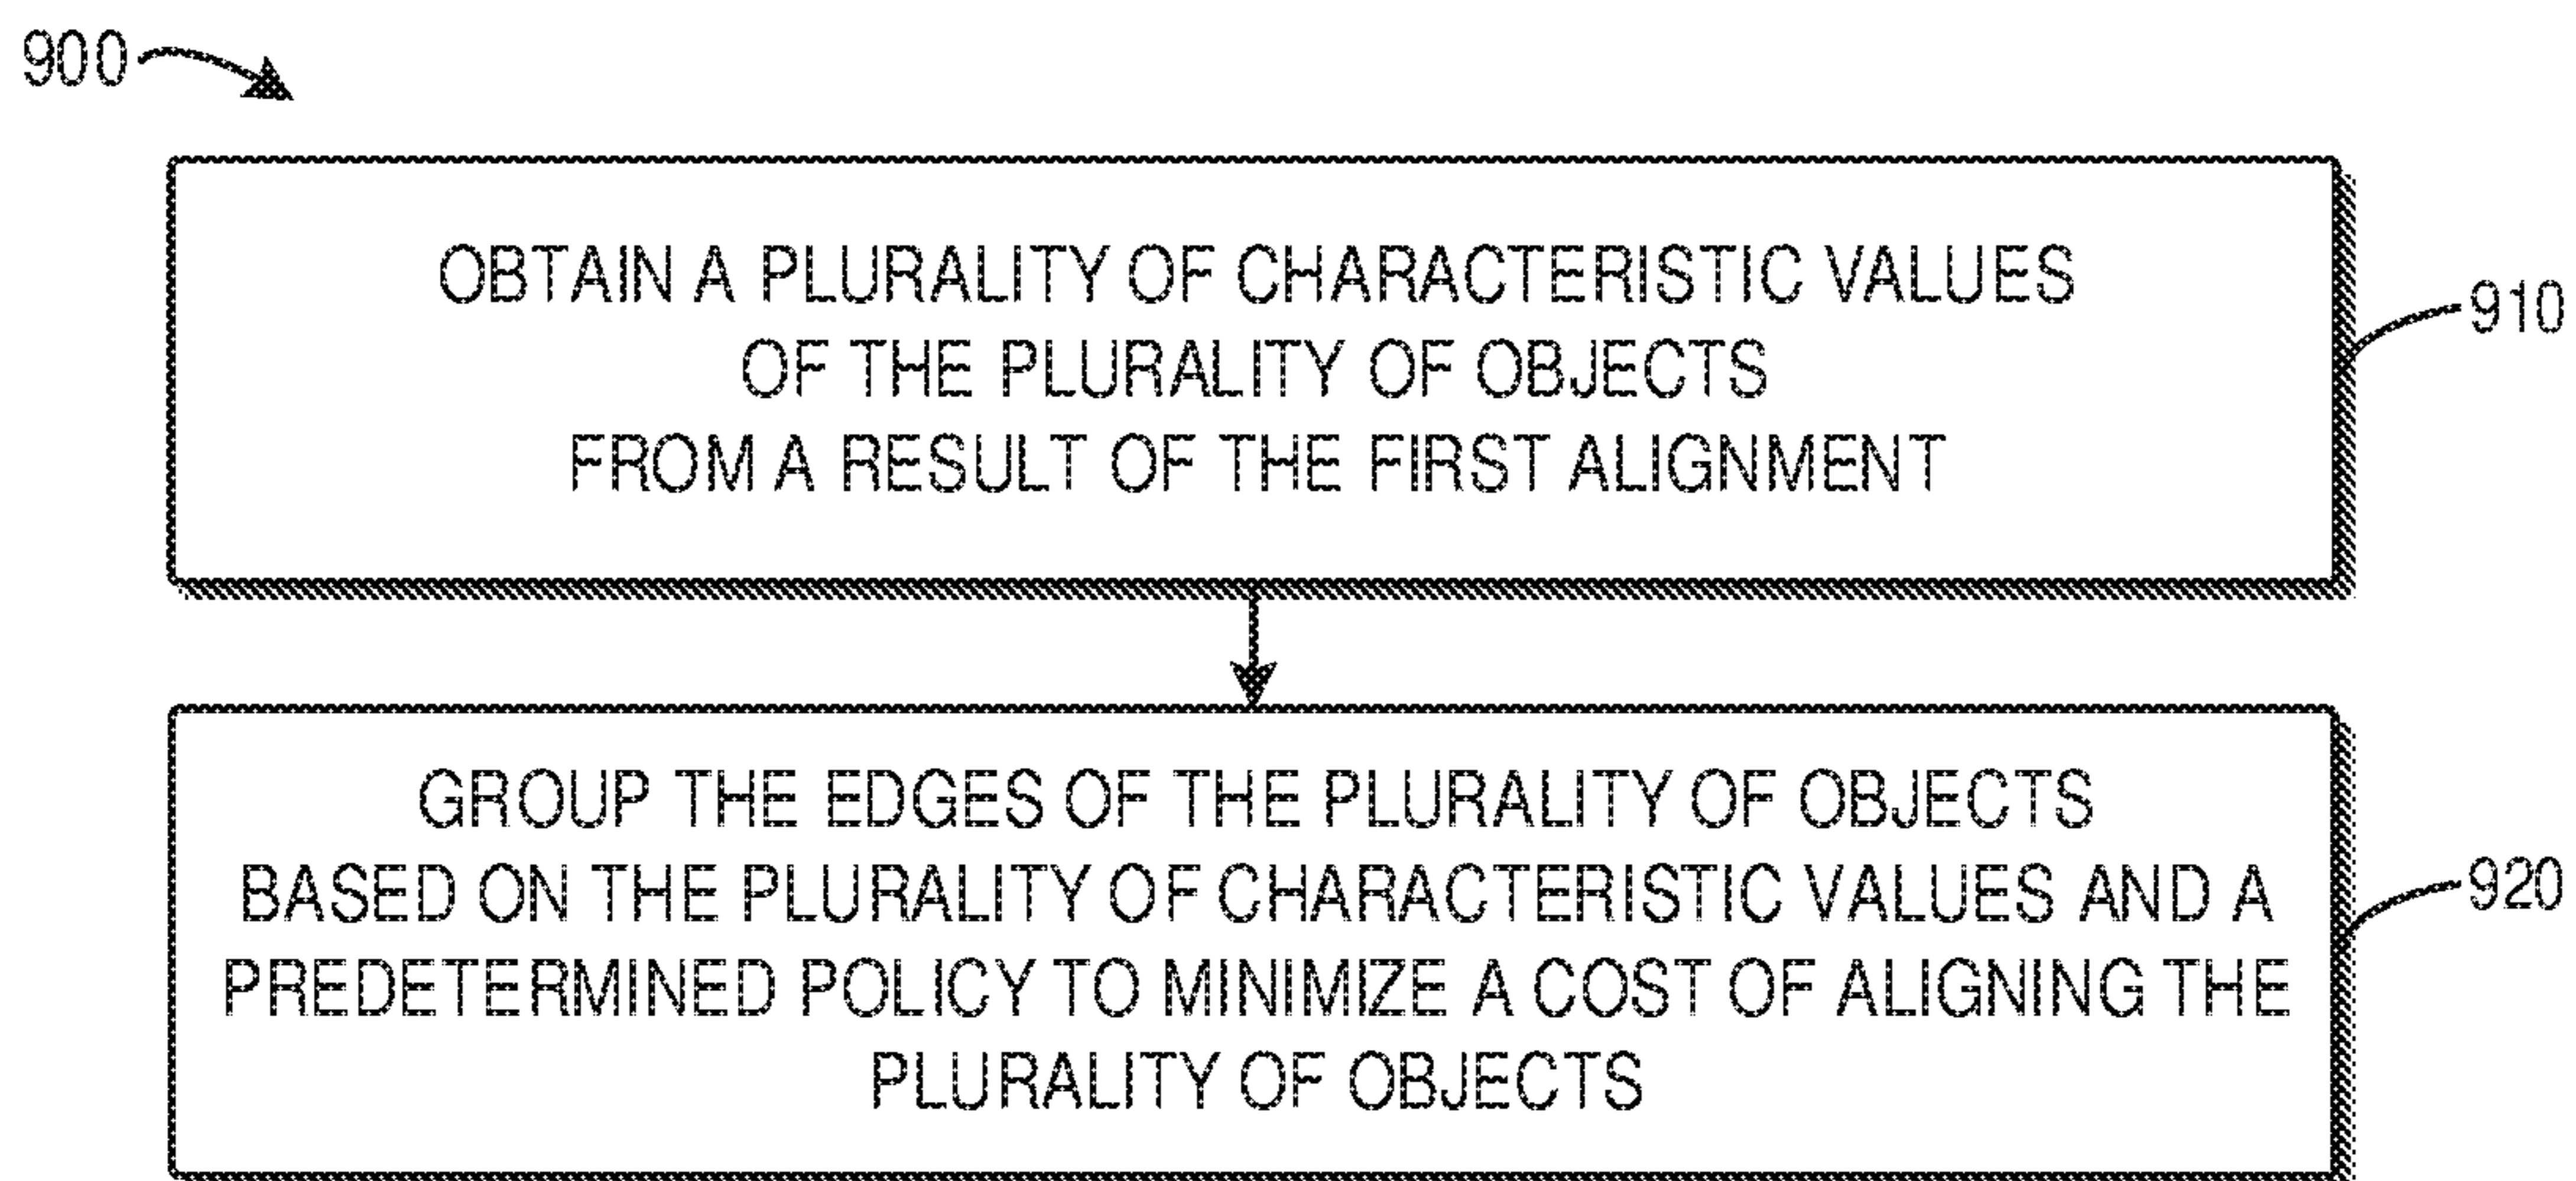 900
OBTAIN A PLURALITY OF CHARACTERISTIC VALUES
OF THE PLURALITY OF OBJECTS
FROM A RESULT OF THE FIRST ALIGNMENT
910
GROUP THE EDGES OF THE PLURALITY OF OBJECTS
BASED ON THE PLURALITY OF CHARACTERISTIC VALUES AND A
PREDETERMINED POLICY TO MINIMIZE A COST OF ALIGNING THE
PLURALITY OF OBJECTS
920